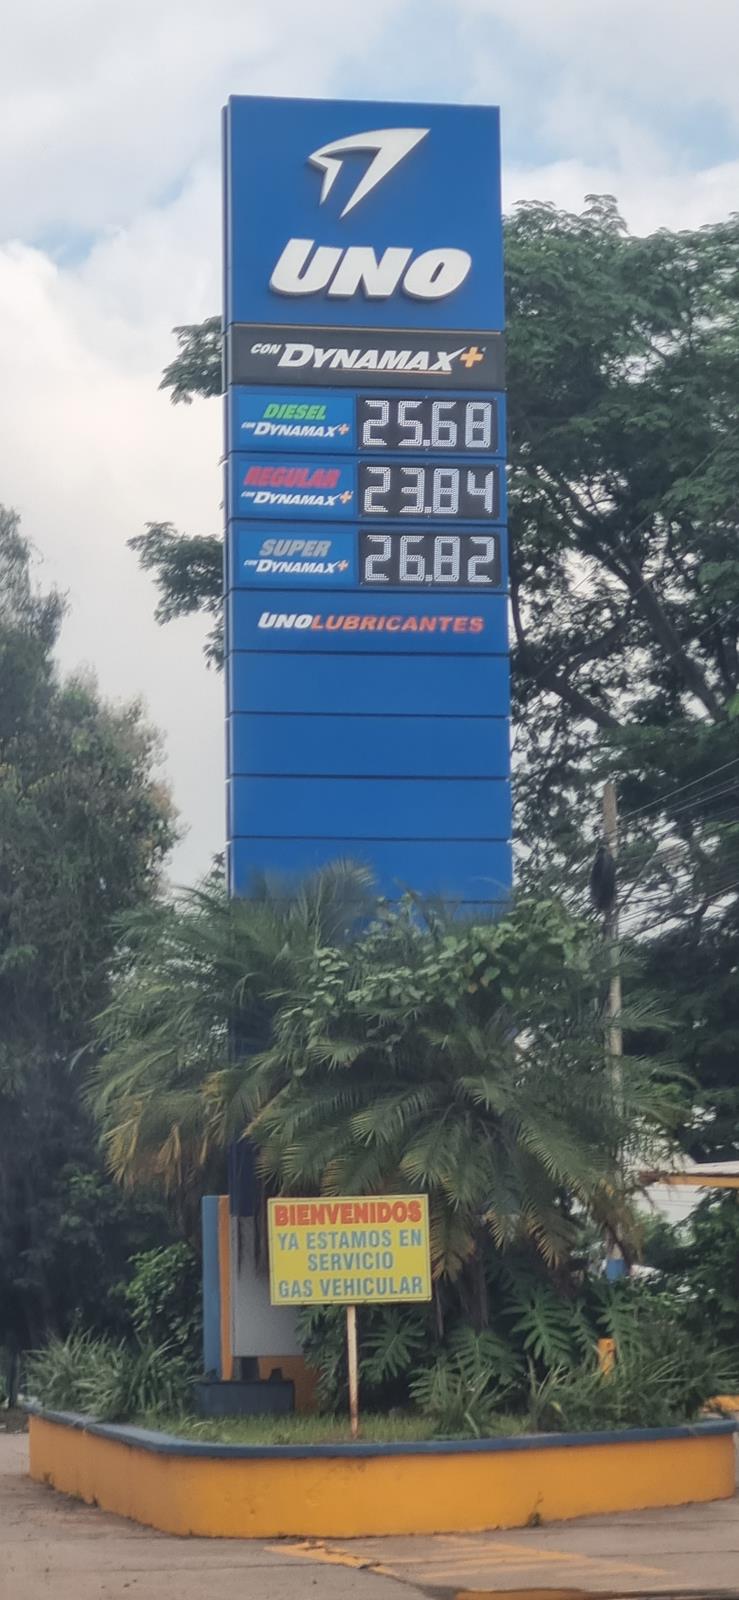 UNO
CON DYNAMAX+
DIESEL
CON DYNAMAX+
25.68
REGULAR
CON DYNAMAX+
23.84
SUPER
CON DYNAMAX+
26.82
UNOLUBRICANTES
BIENVENIDOS
YA ESTAMOS EN
SERVICIO
GAS VEHICULAR